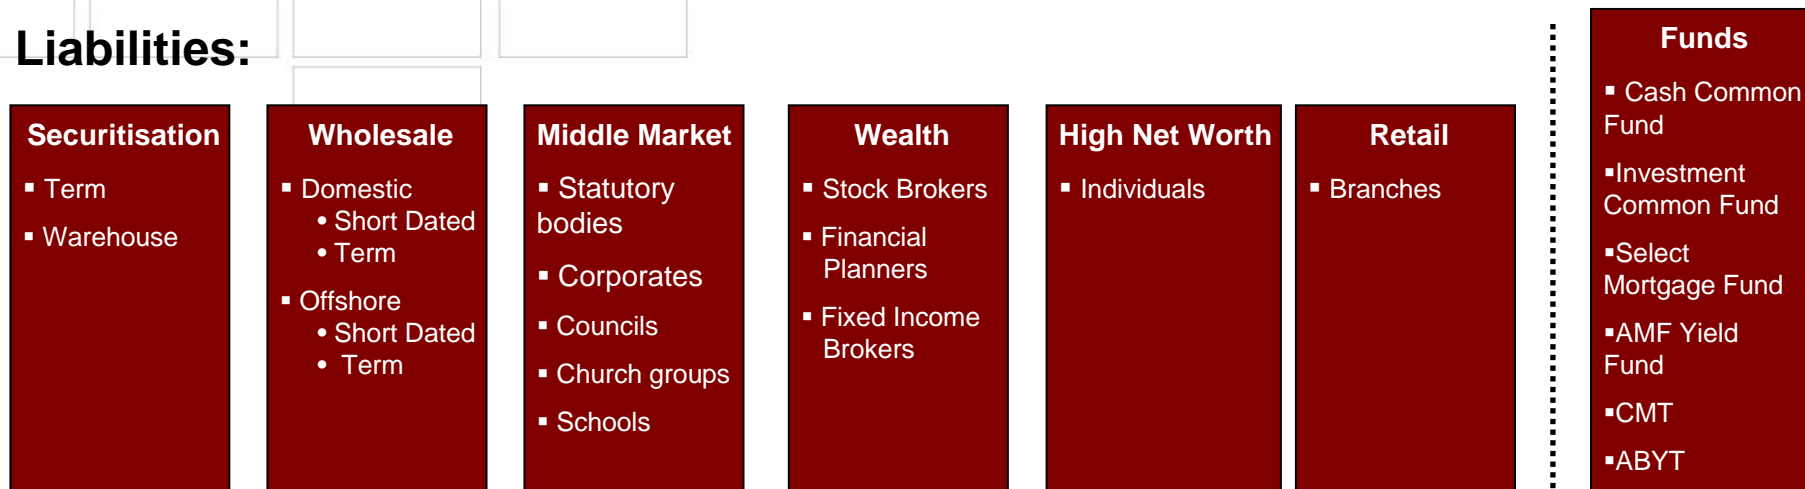 Liabilities:
Securitisation
▪ Term
▪ Warehouse
Wholesale
▪ Domestic
• Short Dated
• Term
▪ Offshore
• Short Dated
• Term
Middle Market
▪ Statutory
bodies
▪ Corporates
▪ Councils
▪ Church groups
▪ Schools
Wealth
▪ Stock Brokers
▪ Financial
Planners
▪ Fixed Income
Brokers
High Net Worth
▪ Individuals
Retail
▪ Branches
Funds
▪ Cash Common
Fund
▪Investment
Common Fund
▪Select
Mortgage Fund
▪AMF Yield
Fund
▪CMT
▪ABYT